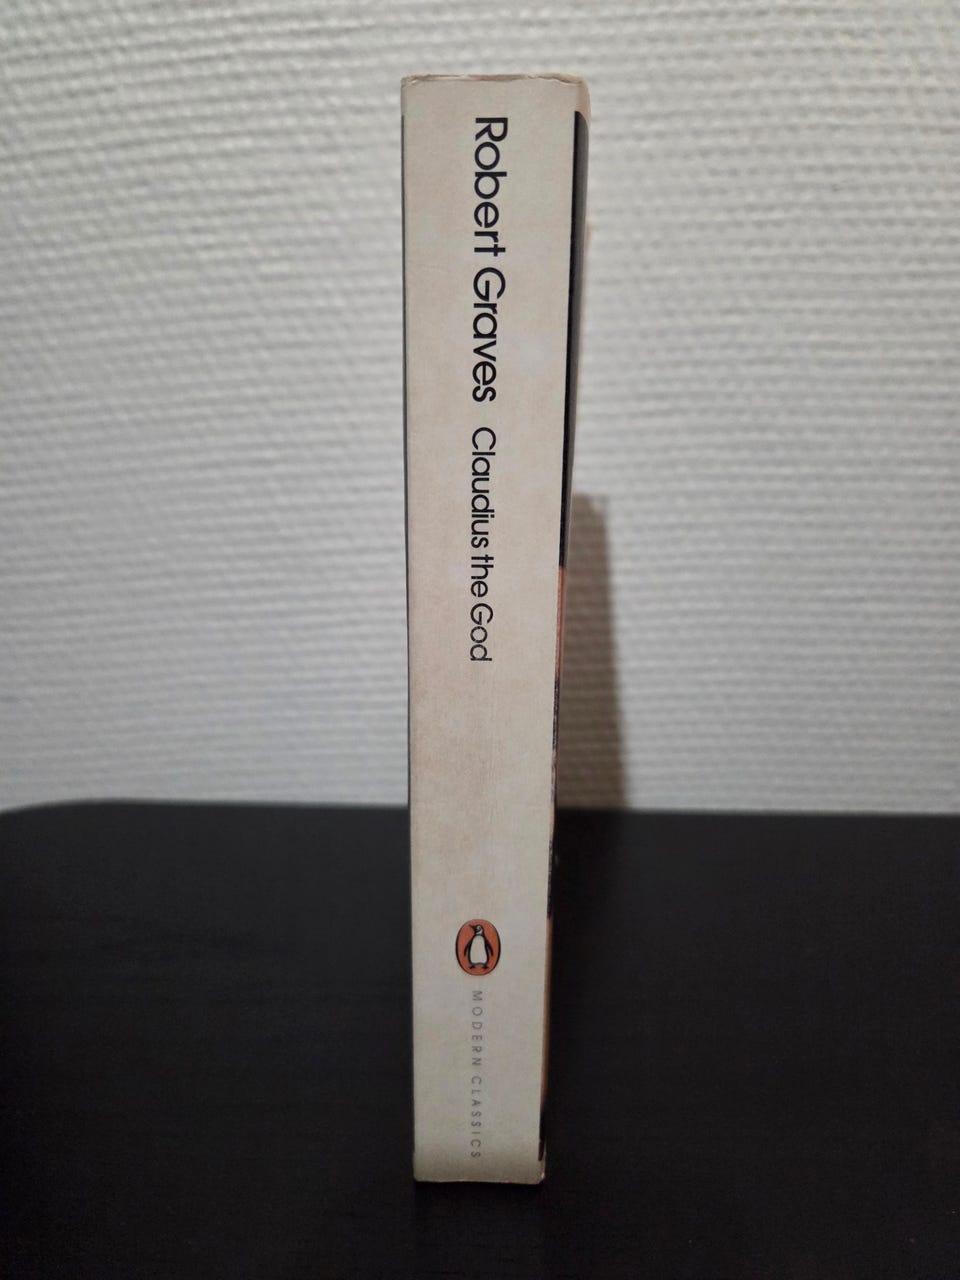 Robert Graves Claudius the God
MODERN CLASSICS